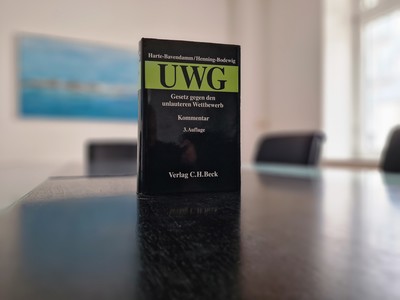 Harte-Bavendamm/Henning-Bodewig
UWG
Gesetz gegen den
unlauteren Wettbewerb
Kommentar
3. Auflage
Verlag C.H.Beck